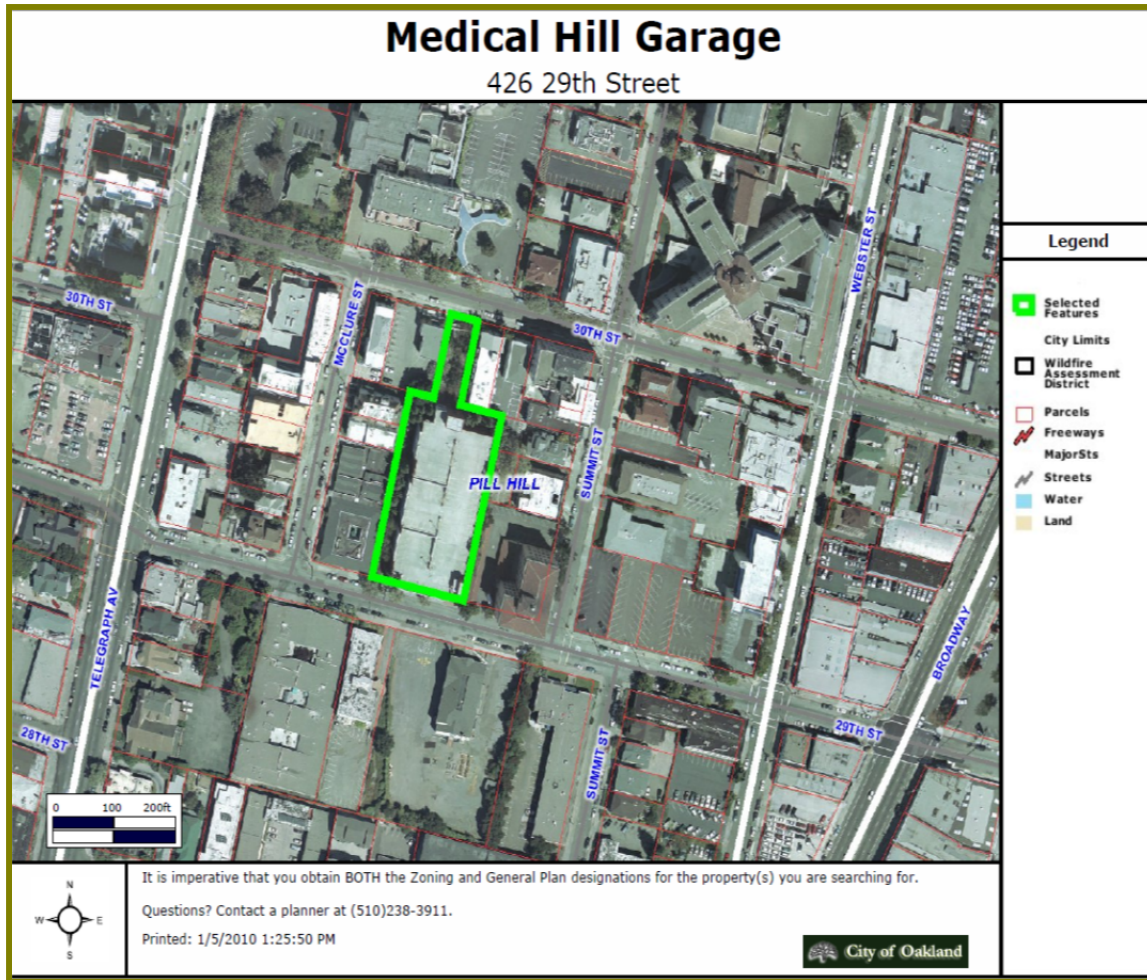 Medical Hill Garage
426 29th Street
30TH ST
MCCLURE ST
30TH ST
WEBSTER ST
PILL HILL
SUMMIT ST
TELEGRAPH AV
BROADWAY
28TH ST
SUMMIT ST
29TH ST
0 100 200ft
Legend
Selected
Features
City Limits
Wildfire
Assessment
District
Parcels
Freeways
MajorSts
Streets
Water
Land
N
W E
S
It is imperative that you obtain BOTH the Zoning and General Plan designations for the property(s) you are searching for.
Questions? Contact a planner at (510)238-3911.
Printed: 1/5/2010 1:25:50 PM
City of Oakland